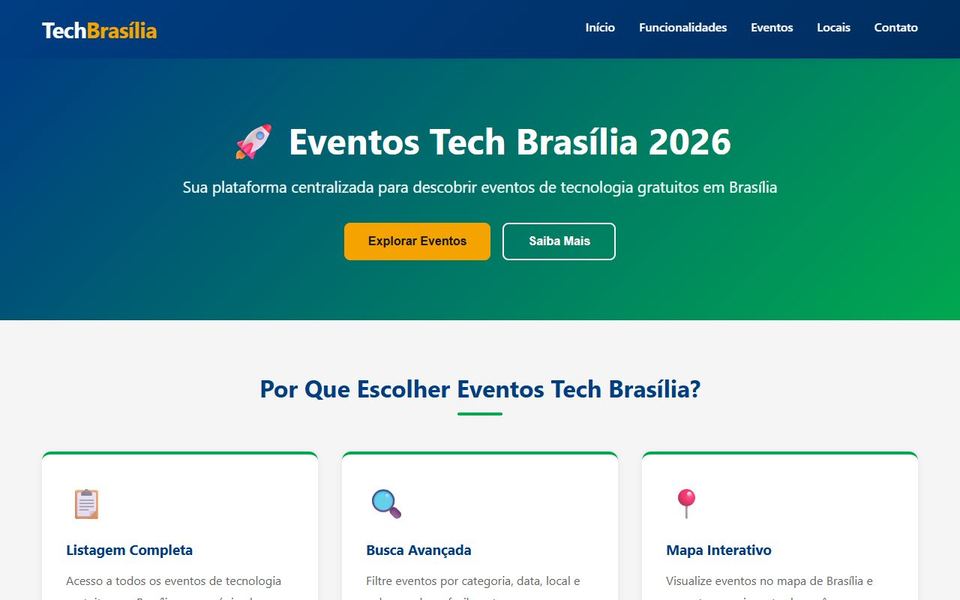 TechBrasília
Início Funcionalidades Eventos Locais Contato
Eventos Tech Brasília 2026
Sua plataforma centralizada para descobrir eventos de tecnologia gratuitos em Brasília
Explorar Eventos Saiba Mais
Por Que Escolher Eventos Tech Brasília?
Listagem Completa
Acesso a todos os eventos de tecnologia
Busca Avançada
Filtre eventos por categoria, data, local e
Mapa Interativo
Visualize eventos no mapa de Brasília e